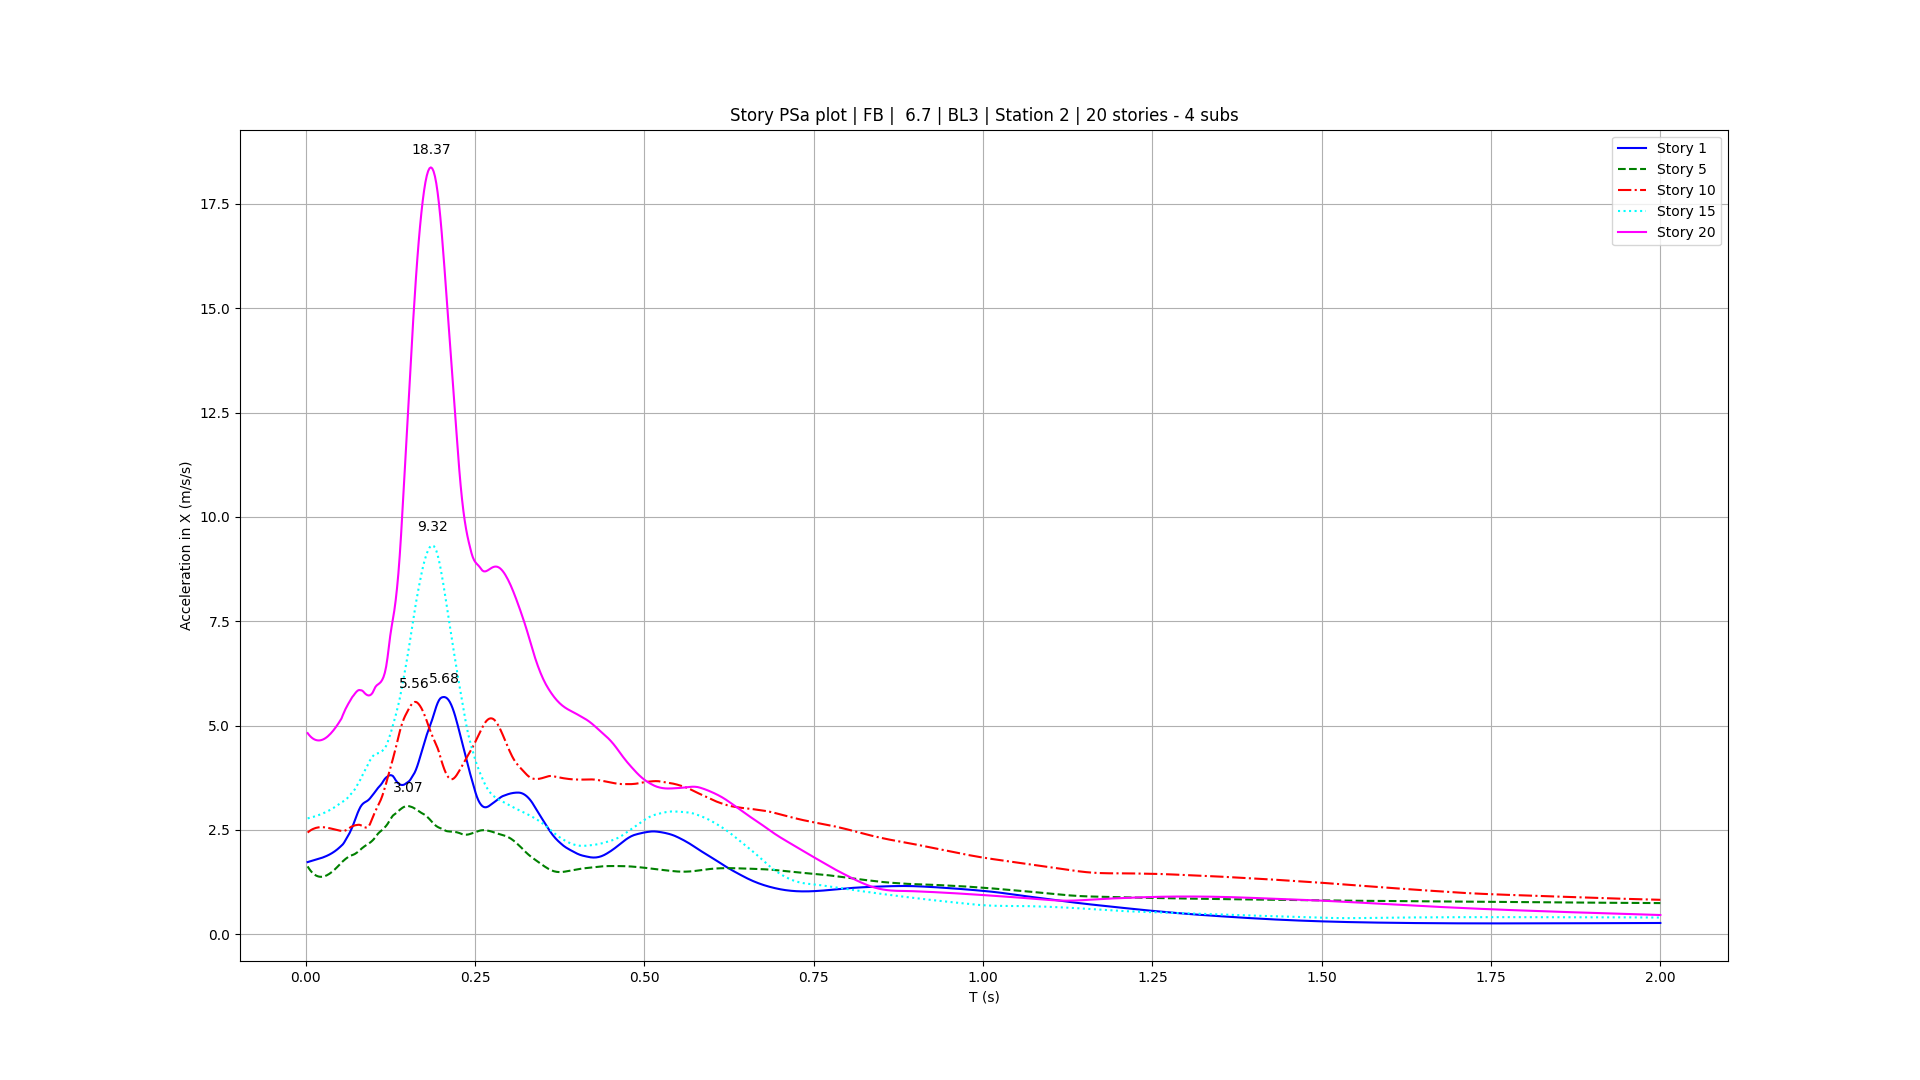 Story PSa plot | FB |  6.7 | BL3 | Station 2 | 20 stories - 4 subs
18.37
9.32
5.56
5.68
3.07
Story 1
Story 5
Story 10
Story 15
Story 20
Acceleration in X (m/s/s)
17.5
15.0
12.5
10.0
7.5
5.0
2.5
0.0
0.00 0.25 0.50 0.75 1.00 1.25 1.50 1.75 2.00
T (s)